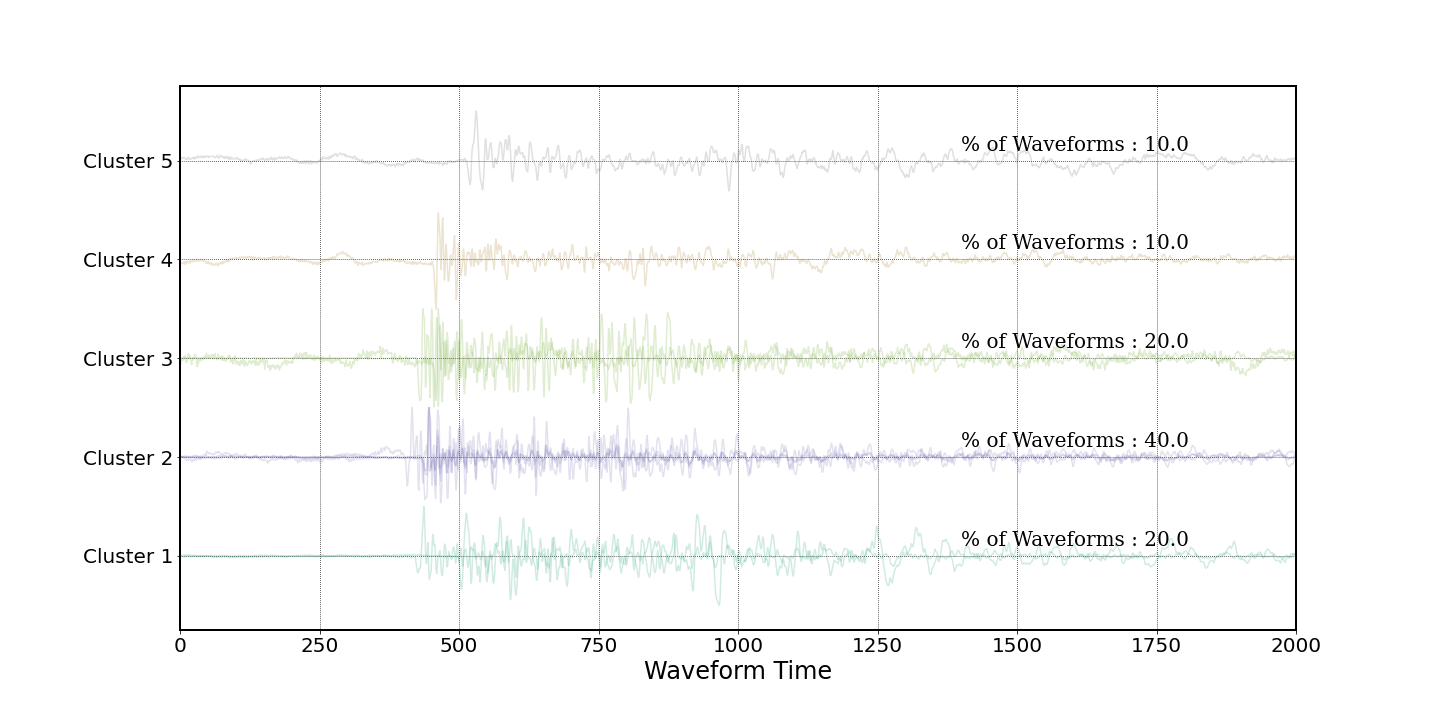 Cluster 5 % of Waveforms : 10.0
Cluster 4 % of Waveforms : 10.0
Cluster 3 % of Waveforms : 20.0
Cluster 2 % of Waveforms : 40.0
Cluster 1 % of Waveforms : 20.0
0 250 500 750 1000 1250 1500 1750 2000
Waveform Time